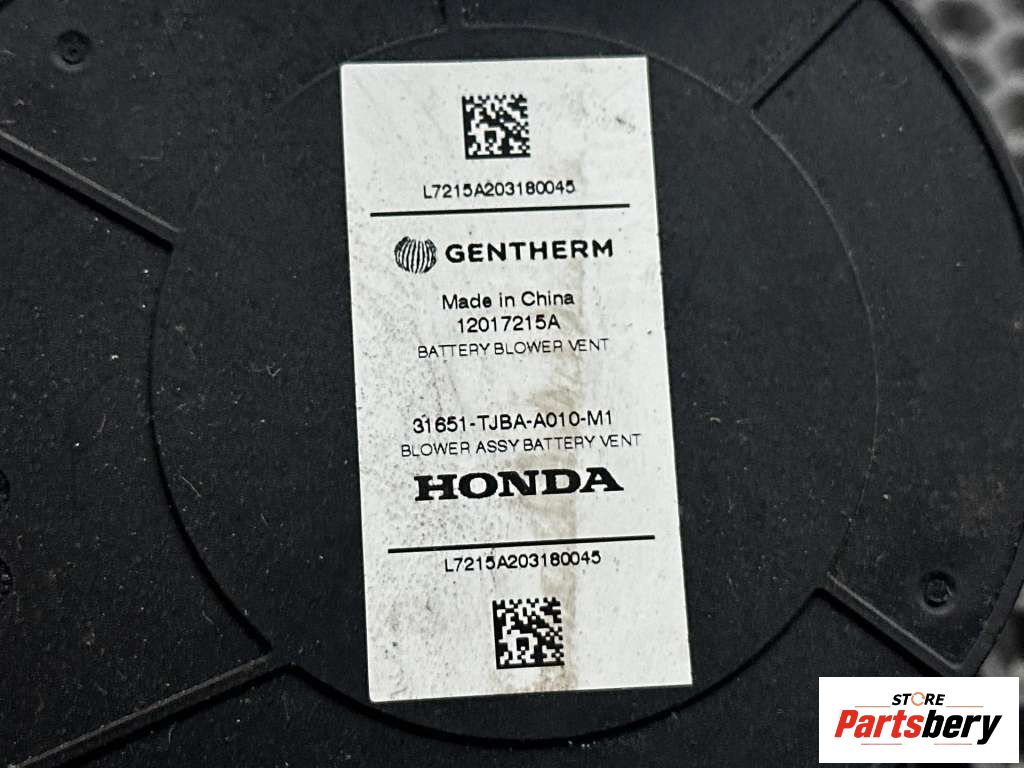 L7215A203180045
GENTHERM
Made in China
12017215A
BATTERY BLOWER VENT
31651-TJBA-A010-M1
BLOWER ASSY BATTERY VENT
HONDA
L7215A203180045
STORE
Partsbery